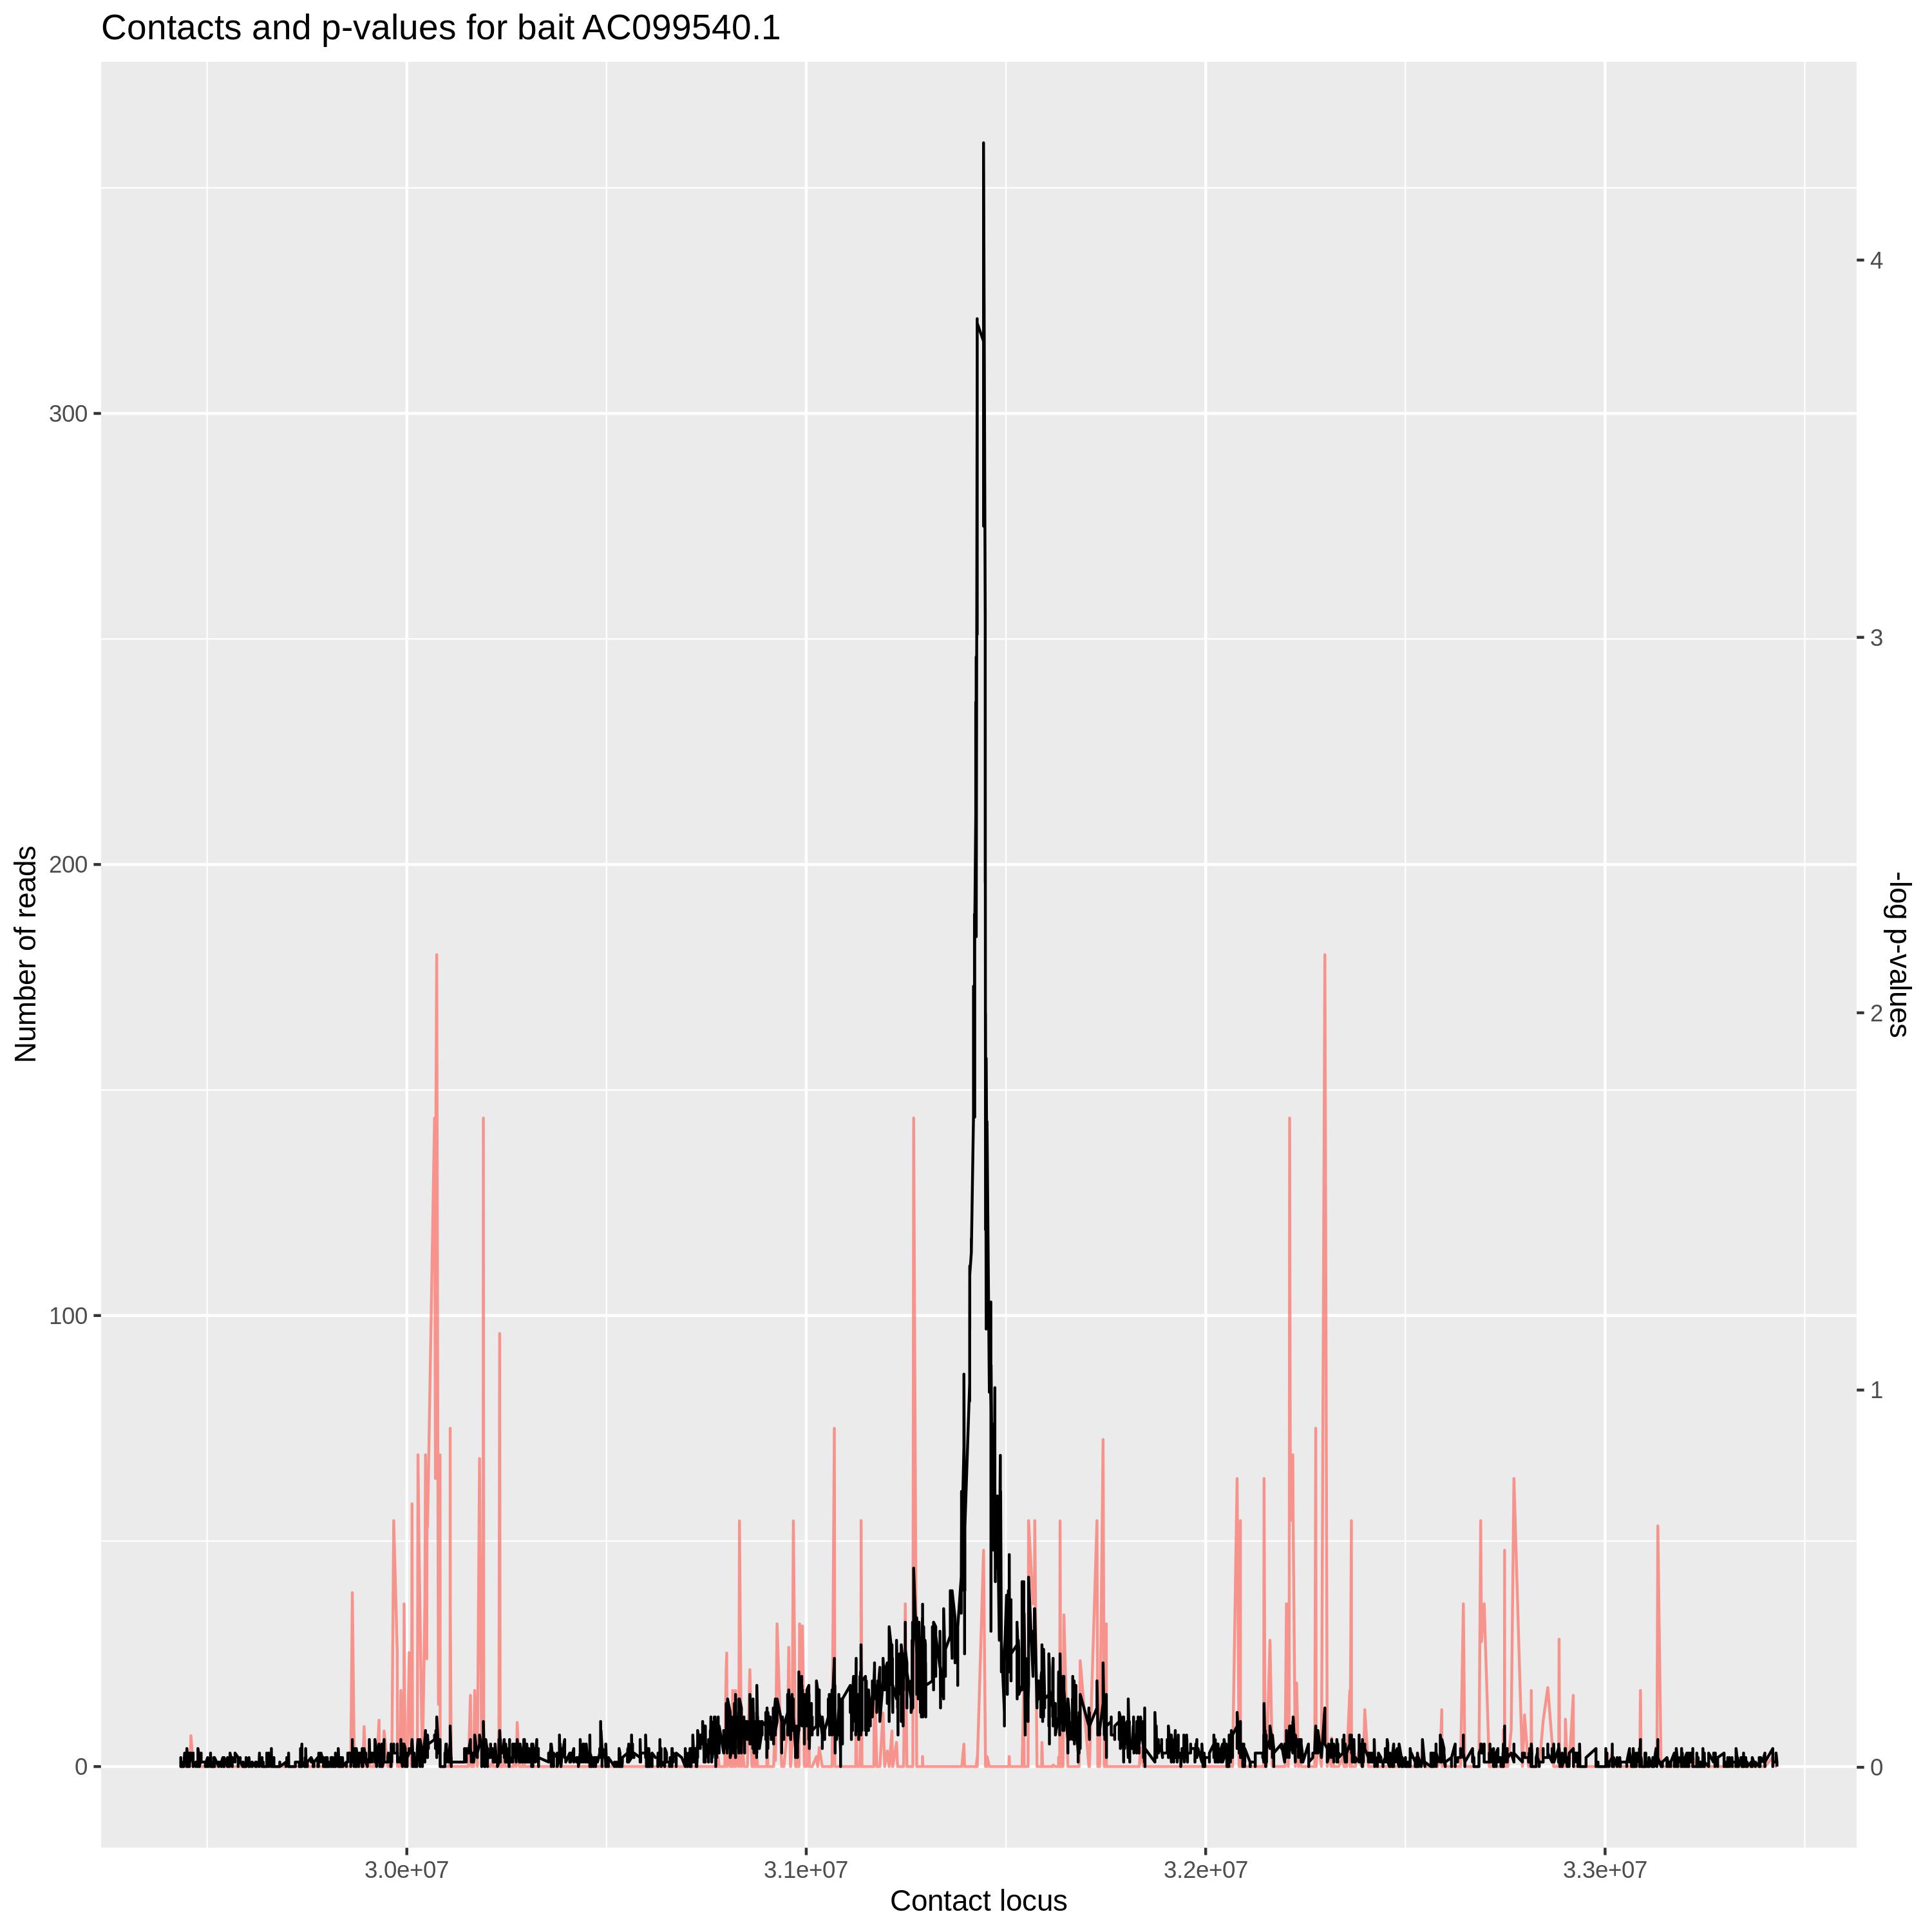 Contacts and p-values for bait AC099540.1
Number of reads
300
200
100
0
4
3
2
1
0
-log p-values
3.0e+07
3.1e+07
3.2e+07
3.3e+07
Contact locus